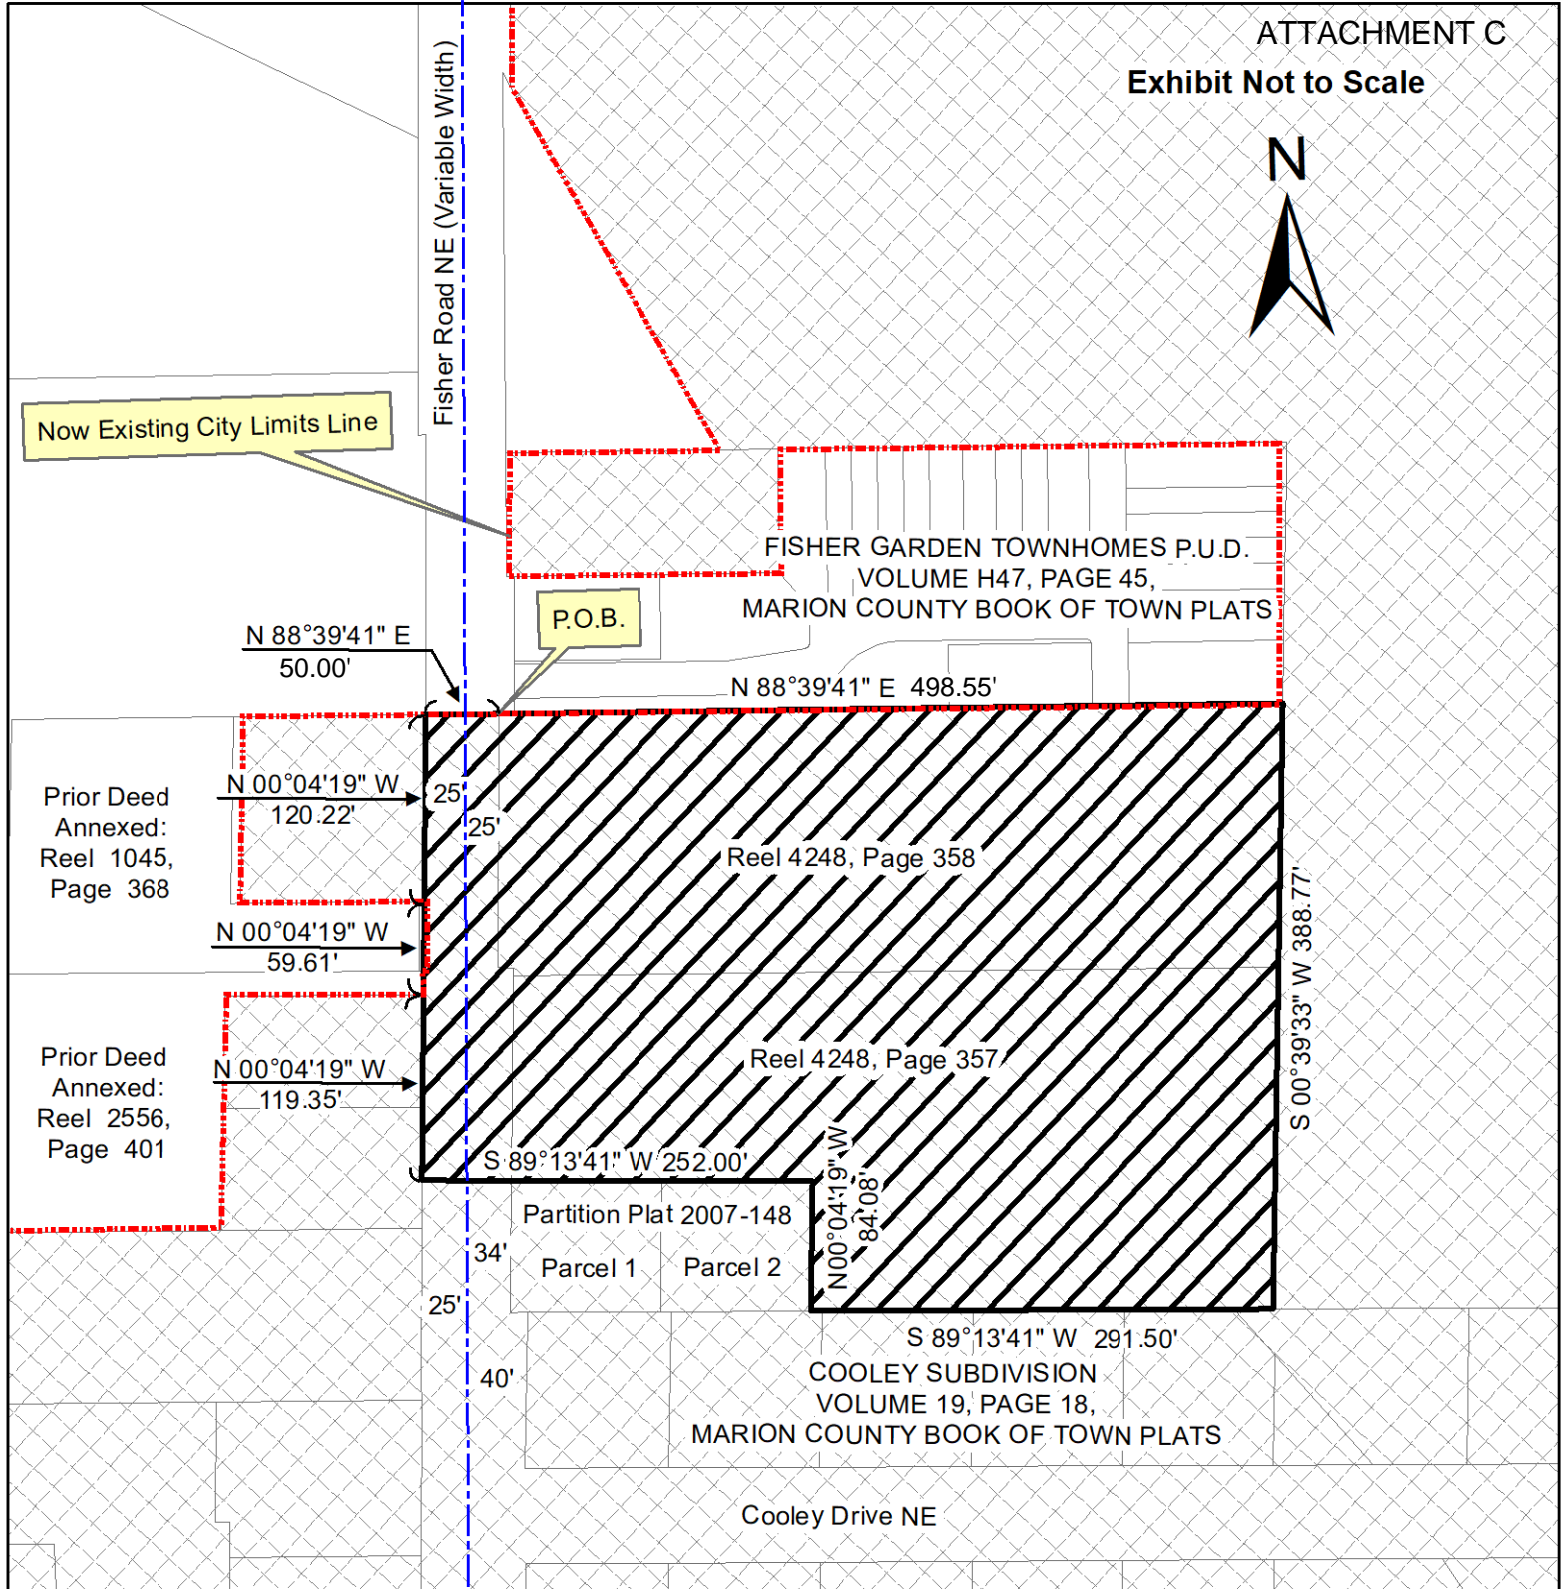 ATTACHMENT C
Exhibit Not to Scale
N
Fisher Road NE (Variable Width)
Now Existing City Limits Line
FISHER GARDEN TOWNHOMES P.U.D.
VOLUME H47, PAGE 45,
MARION COUNTY BOOK OF TOWN PLATS
P.O.B.
N 88°39'41" E
50.00'
N 88°39'41" E 498.55'
Prior Deed
Annexed:
Reel 1045,
Page 368
N 00°04'19" W
120.22'
25'
25'
Reel 4248, Page 358
N 00°04'19" W
59.61'
S 00°39'33" W 388.77'
Prior Deed
Annexed:
Reel 2556,
Page 401
N 00°04'19" W
119.35'
Reel 4248, Page 357
S 89°13'41" W 252.00'
N00°04'19" W
84.08'
Partition Plat 2007-148
Parcel 1
Parcel 2
34'
25'
40'
S 89°13'41" W 291.50'
COOLEY SUBDIVISION
VOLUME 19, PAGE 18,
MARION COUNTY BOOK OF TOWN PLATS
Cooley Drive NE